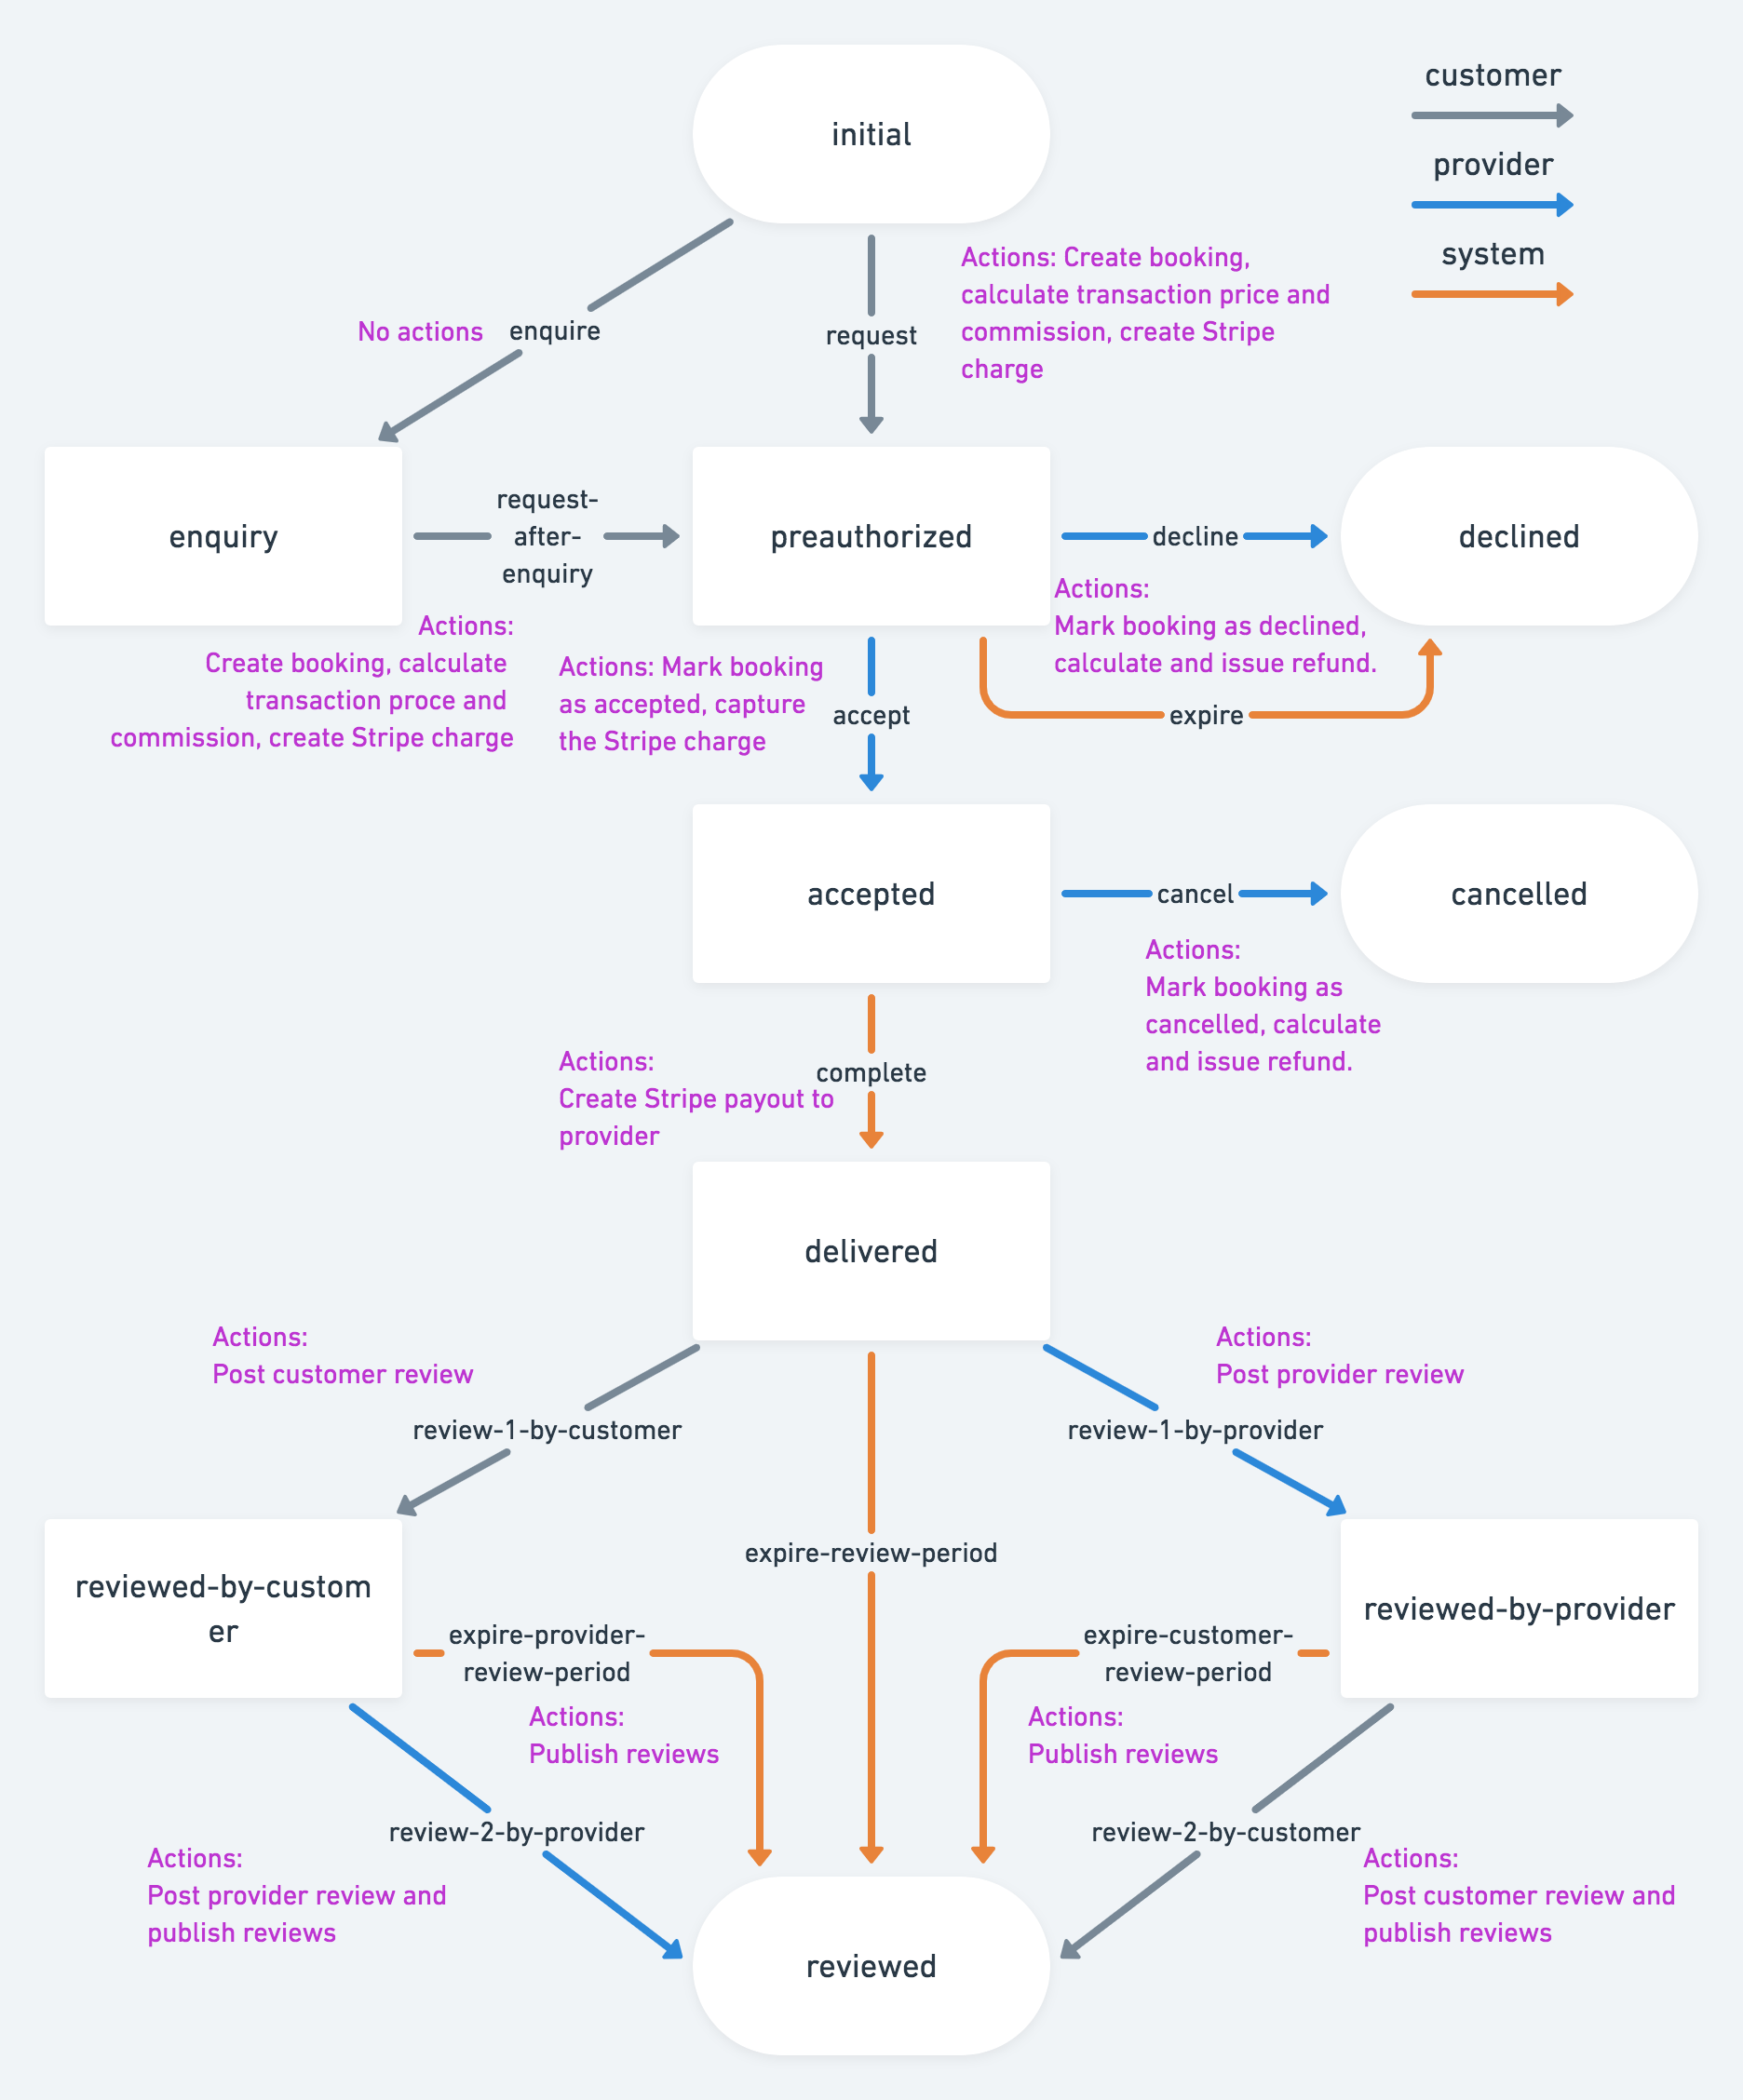 initial
customer
provider
system
Actions: Create booking,
calculate transaction price and
commission, create Stripe
charge
No actions
enquire
request
enquiry
request-
after-
enquiry
preauthorized
decline
declined
Actions:
Mark booking as declined,
calculate and issue refund.
Actions:
Create booking, calculate
transaction proce and
commission, create Stripe charge
Actions: Mark booking
as accepted, capture
the Stripe charge
accept
expire
accepted
cancel
cancelled
Actions:
Mark booking as
cancelled, calculate
and issue refund.
Actions:
Create Stripe payout to
provider
complete
delivered
Actions:
Post customer review
Actions:
Post provider review
review-1-by-customer
review-1-by-provider
expire-review-period
reviewed-by-custom
er
expire-provider-
review-period
expire-customer-
review-period
reviewed-by-provider
Actions:
Publish reviews
Actions:
Publish reviews
review-2-by-provider
review-2-by-customer
Actions:
Post provider review and
publish reviews
Actions:
Post customer review and
publish reviews
reviewed